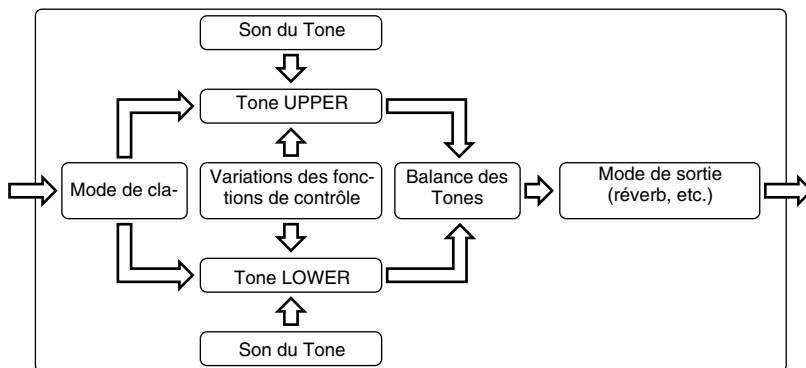 Son du Tone
Tone UPPER
Mode de cla-
Variations des fonc-
tions de contrôle
Balance des
Tones
Mode de sortie
(réverb, etc.)
Tone LOWER
Son du Tone